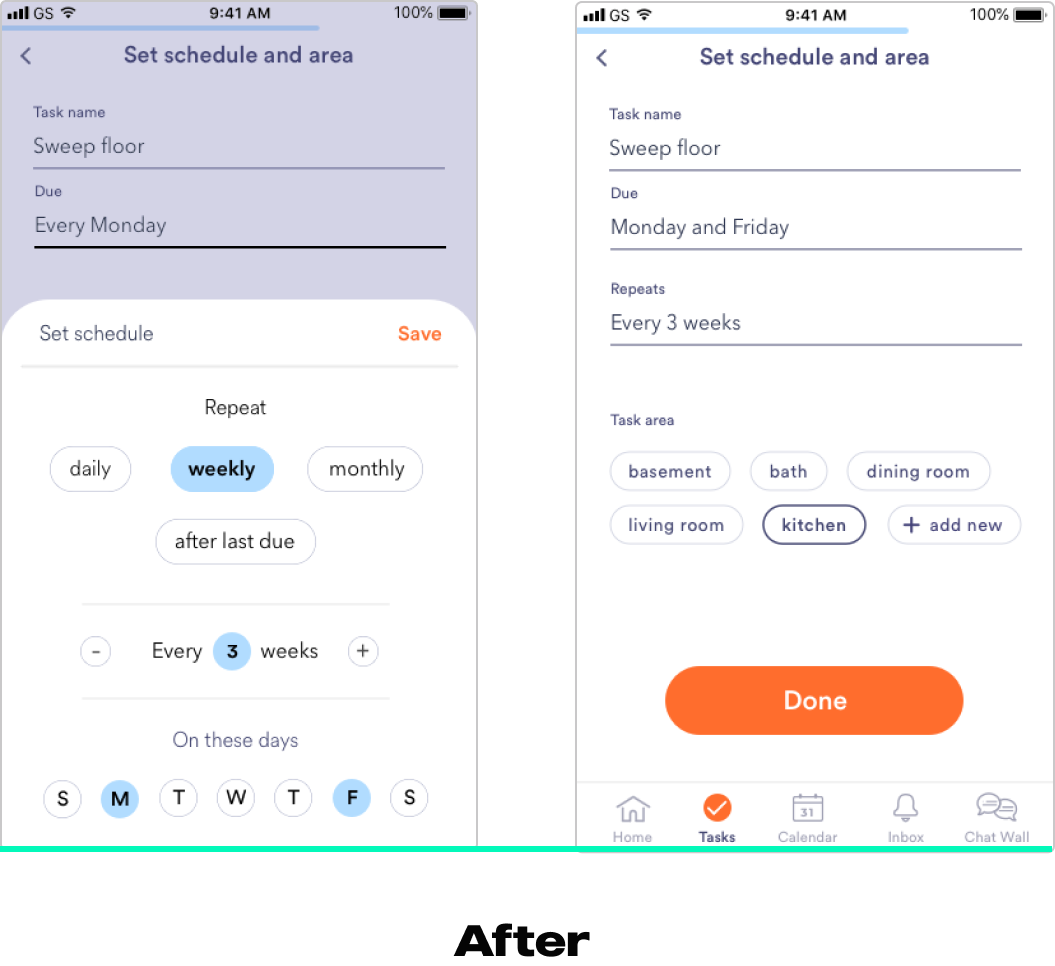 GS 9:41 AM 100%
Set schedule and area
Task name
Sweep floor
Due
Every Monday
Set schedule Save
Repeat
daily weekly monthly
after last due
- Every 3 weeks +
On these days
S M T W T F S
GS 9:41 AM 100%
Set schedule and area
Task name
Sweep floor
Due
Monday and Friday
Repeats
Every 3 weeks
Task area
basement bath dining room
living room kitchen + add new
Done
31
Home Tasks Calendar Inbox Chat Wall
After